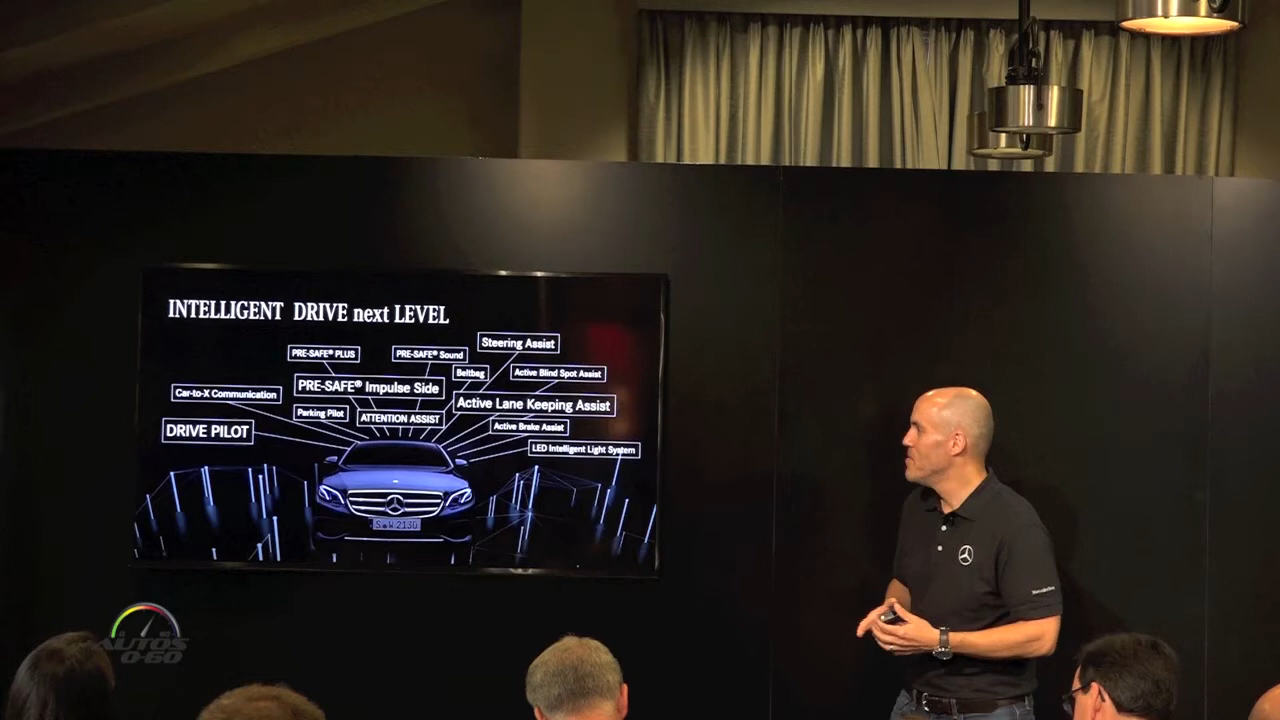 INTELLIGENT DRIVE next LEVEL
Steering Assist
PRE-SAFE® PLUS
PRE-SAFE® Sound
Beltbag
Active Blind Spot Assist
PRE-SAFE® Impulse Side
Car-to-X Communication
Active Lane Keeping Assist
Parking Pilot
ATTENTION ASSIST
DRIVE PILOT
Active Brake Assist
LED Intelligent Light System
S W 2130
Mercedes-Benz
AUTOS
0-60